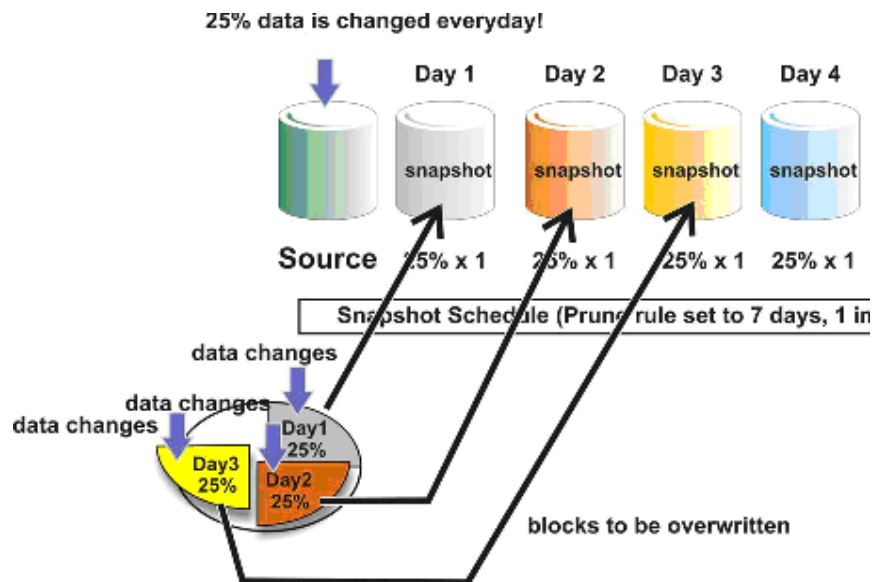 25% data is changed everyday!
Day 1 Day 2 Day 3 Day 4
snapshot snapshot snapshot snapshot
Source 25% x 1 25% x 1 25% x 1 25% x 1
Snapshot Schedule (Prune rule set to 7 days, 1 in
data changes
data changes
data changes
Day1
25%
Day3
25%
Day2
25%
blocks to be overwritten